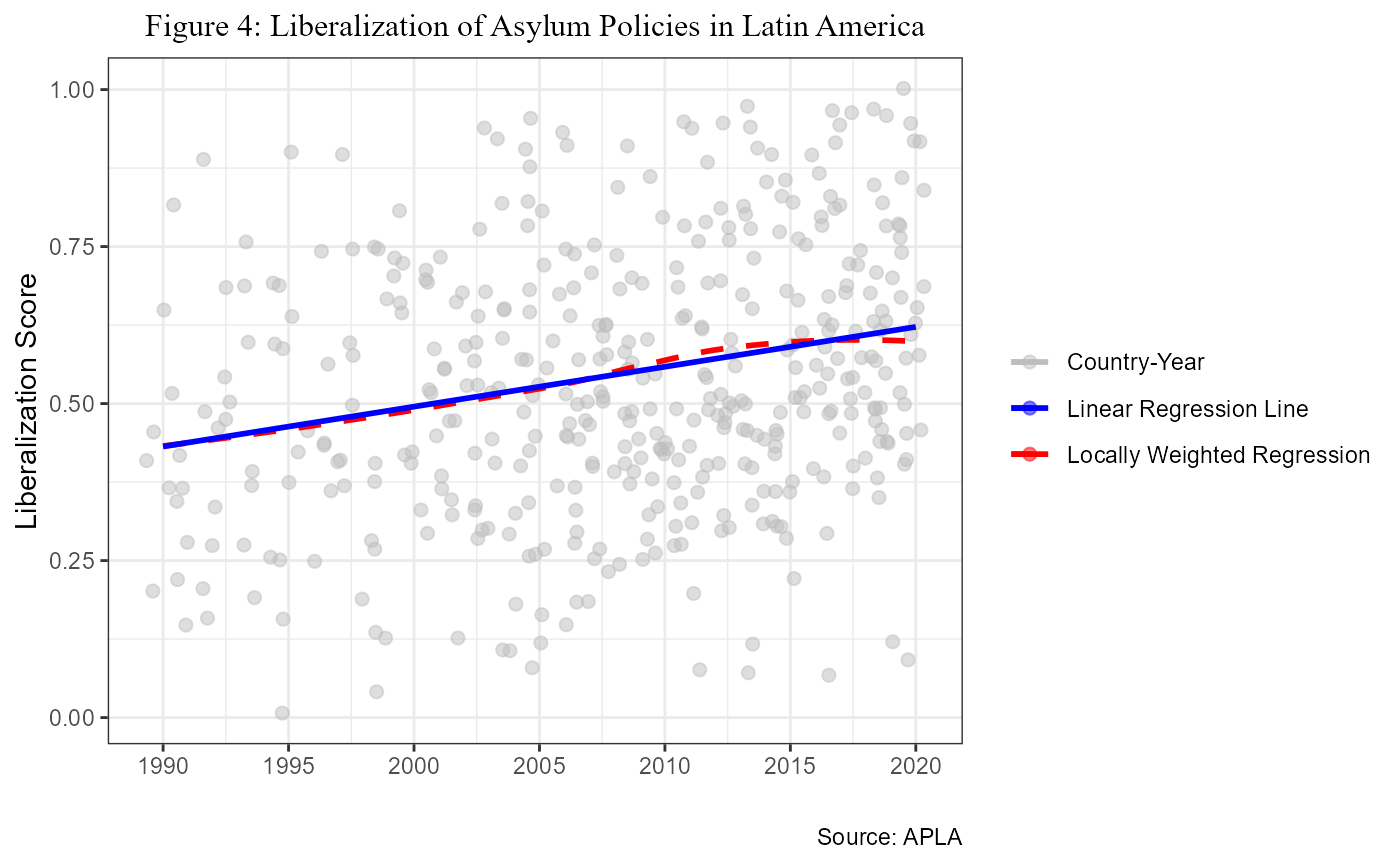 Figure 4: Liberalization of Asylum Policies in Latin America
Liberalization Score
1.00
0.75
0.50
0.25
0.00
1990 1995 2000 2005 2010 2015 2020
Country-Year
Linear Regression Line
Locally Weighted Regression
Source: APLA